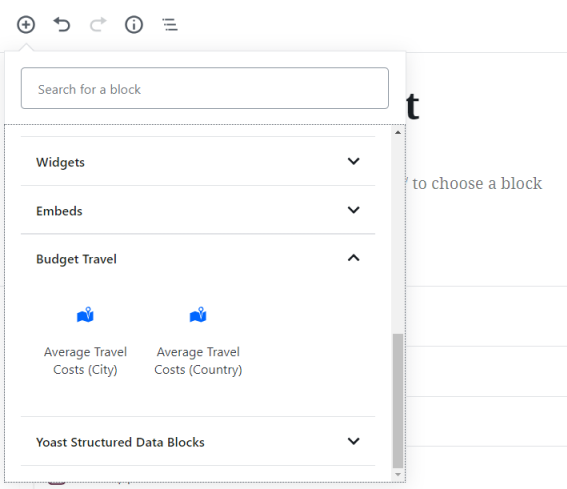 Search for a block
t
Widgets
/ to choose a block
Embeds
Budget Travel
Average Travel
Costs (City)
Average Travel
Costs (Country)
Yoast Structured Data Blocks